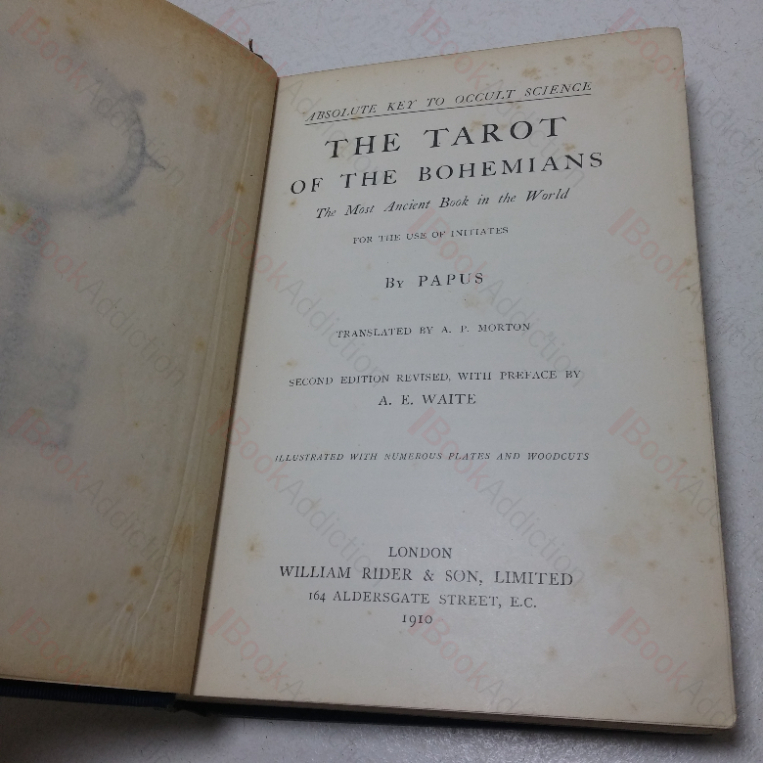 ABSOLUTE KEY TO OCCULT SCIENCE
THE TAROT
OF THE BOHEMIANS
The Most Ancient Book in the World
FOR THE USE OF INITIATES
By PAPUS
TRANSLATED BY A. P. MORTON
SECOND EDITION REVISED, WITH PREFACE BY
A. E. WAITE
ILLUSTRATED WITH NUMEROUS PLATES AND WOODCUTS
LONDON
WILLIAM RIDER & SON, LIMITED
164 ALDERSGATE STREET, E.C.
1910
BookAddiction